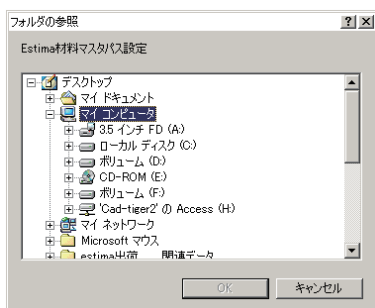 フォルダの参照
Estima材料マスタパス設定
デスクトップ
マイ ドキュメント
マイ コンピュータ
3.5 インチ FD (A:)
ローカル ディスク (C:)
ボリューム (D:)
CD-ROM (E:)
ボリューム (F:)
'Cad-tiger2' の Access (H:)
マイ ネットワーク
Microsoft マウス
estima出荷 関連データ
OK キャンセル